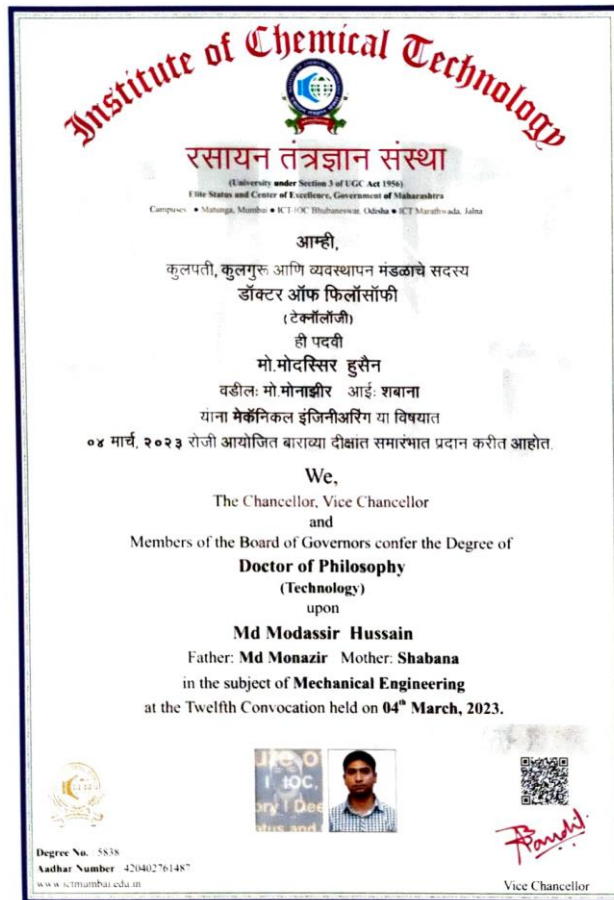 Institute of Chemical Technology
रसायन तंत्रज्ञान संस्था
(University under Section 3 of UGC Act 1956)
Elite Status and Center of Excellence, Government of Maharashtra
Campuses • Matunga, Mumbai • ICT-IOC Bhubaneswar, Odisha • ICT Marathwada, Jalna
आम्ही,
कुलपती, कुलगुरू आणि व्यवस्थापन मंडळाचे सदस्य
डॉक्टर ऑफ फिलॉसॉफी
(टेक्नॉलॉजी)
ही पदवी
मो.मोदस्सिर हुसैन
वडीलः मो.मोनाझीर आईः शबाना
यांना मेकॅनिकल इंजिनीअरिंग या विषयात
०४ मार्च, २०२३ रोजी आयोजित बाराव्या दीक्षांत समारंभात प्रदान करीत आहोत.
We,
The Chancellor, Vice Chancellor
and
Members of the Board of Governors confer the Degree of
Doctor of Philosophy
(Technology)
upon
Md Modassir Hussain
Father: Md Monazir Mother: Shabana
in the subject of Mechanical Engineering
at the Twelfth Convocation held on 04th March, 2023.
Degree No. : 5838
Aadhar Number : 420402761487
www.ictmumbai.edu.in
Vice Chancellor